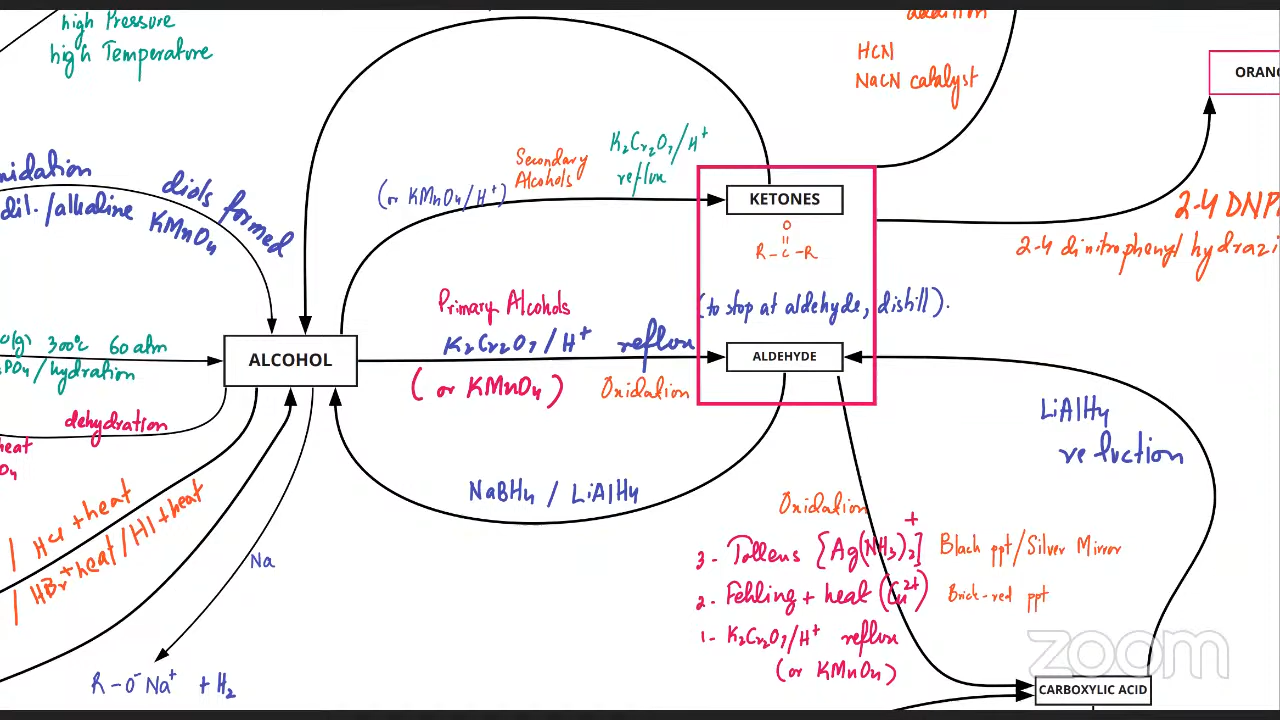 high Pressure
high Temperature
addition
HCN
NaCN catalyst
2-4 DNP
2-4 dinitrophenyl hydrazi
Secondary
Alcohols
K2Cr2O7/H+
reflux
(or KMnO4/H+)
KETONES
O
||
R-C-R
diols formed
dil./alkaline KMnO4
(to stop at aldehyde, distill).
Primary Alcohols
K2Cr2O7/H+ reflux
(or KMnO4) Oxidation
ALCOHOL
ALDEHYDE
300°C 60 atm
/hydration
dehydration
heat
LiAlH4
reduction
NaBH4 / LiAlH4
HCl + heat
HBr + heat / HI + heat
Na
R-O-Na+ + H2
Oxidation
3- Tollens [Ag(NH3)2]+ Black ppt/Silver Mirror
2- Fehling + heat (Cu2+) Brick-red ppt
1- K2Cr2O7/H+ reflux
(or KMnO4)
zoom
CARBOXYLIC ACID